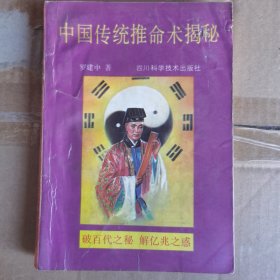 中国传统推命术揭秘
罗建中 著 四川科学技术出版社
破百代之秘 解亿兆之惑